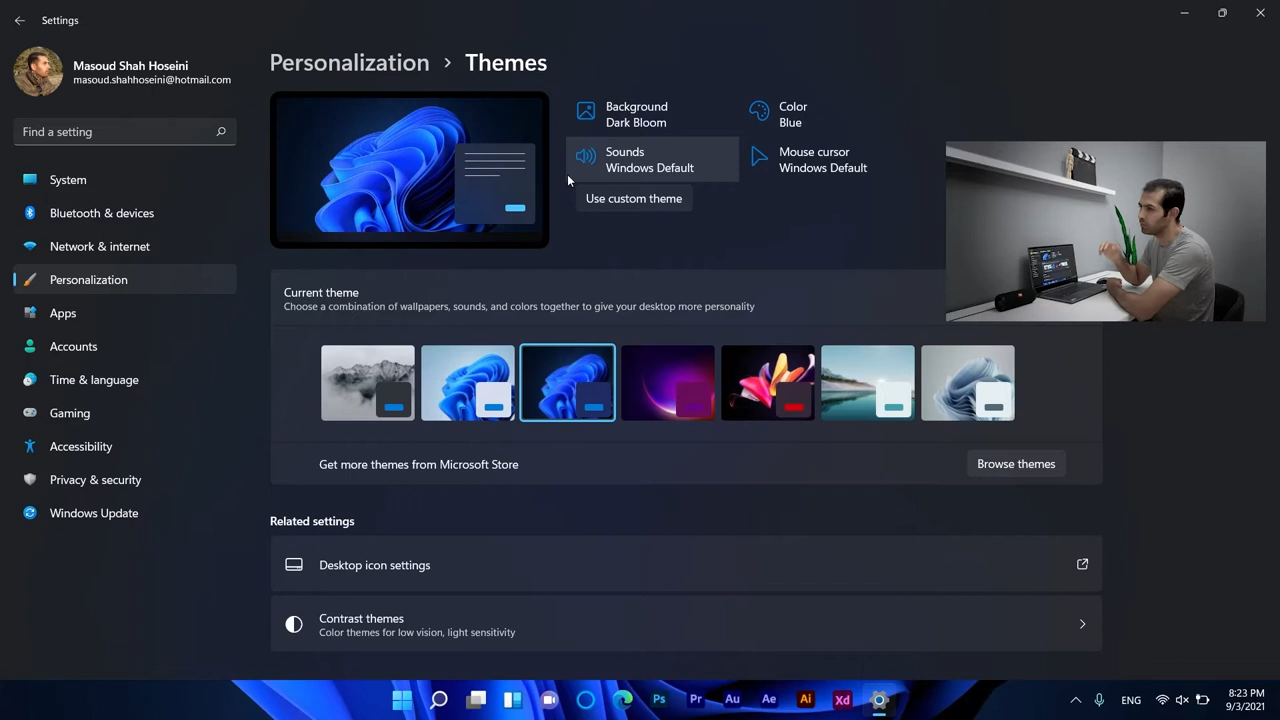 Settings
Masoud Shah Hoseini
masoud.shahhoseini@hotmail.com
Find a setting
System
Bluetooth & devices
Network & internet
Personalization
Apps
Accounts
Time & language
Gaming
Accessibility
Privacy & security
Windows Update
Personalization > Themes
Background
Dark Bloom
Color
Blue
Sounds
Windows Default
Mouse cursor
Windows Default
Use custom theme
Current theme
Choose a combination of wallpapers, sounds, and colors together to give your desktop more personality
Get more themes from Microsoft Store
Browse themes
Related settings
Desktop icon settings
Contrast themes
Color themes for low vision, light sensitivity
Ps
Pr
Au
Ae
Ai
Xd
ENG
8:23 PM
9/3/2021